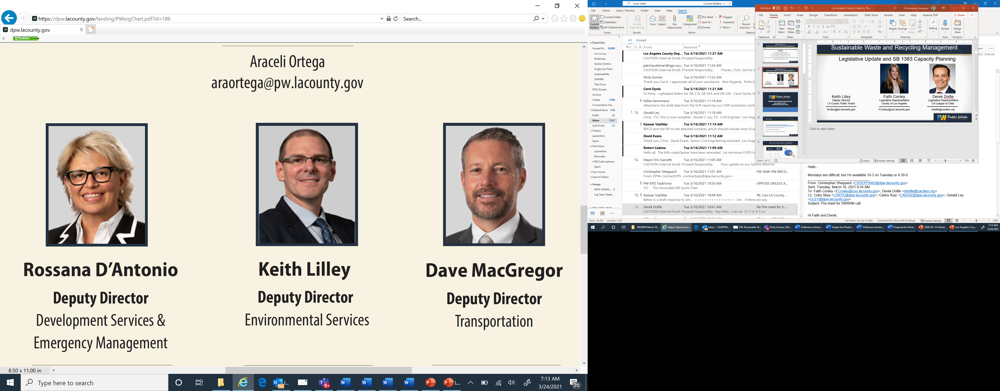 https://dpw.lacounty.gov/landing/PWorgChart.pdf?id=186
Search...
dpw.lacounty.gov
McAfee
Araceli Ortega
araortega@pw.lacounty.gov
Rossana D'Antonio
Deputy Director
Development Services &
Emergency Management
Keith Lilley
Deputy Director
Environmental Services
Dave MacGregor
Deputy Director
Transportation
8.50 x 11.00 in
Type here to search
7:13 AM
3/24/2021
20
from: keith
Current Mailbox
File Home Send / Receive Folder View Help Search
Current Mailbox
Current Folder
Subfolders
All Outlook Items
Scope
Include Older Results
Results
From
Subject
Has Attachments
Categorized
This Week
Sent To
Unread
Flagged
Important
More
Refine
Recent Searches
Options
Favorites
Unread M... 10389
Recruiting
Roadmap
Section Admin
Single Use Plast...
Sustainability
SWARM
Task Force
SPSO Emails
Archive
Clutter 1290
Conversation His...
Deleted Items 210
Drafts [6]
Inbox 1347
Junk Email [3]
Outbox
quarantine
Spam
Sent Items
quarantine
Reminder
RSS Subscriptions
Spam
Sync Issues
Search Folders
Groups
DPW-HDWGr... 5
Leg Team Week...
All Unread
From Received
Los Angeles County Dep... Tue 3/16/2021 11:27 AM
CAUTION: External Email. Proceed Responsibly.
patricia.aleman@sga-ca.c... Tue 3/16/2021 11:24 AM
CAUTION: External Email. Proceed Responsibly. Thanks, Chris. Sent to S
Perla Gomez Tue 3/16/2021 11:22 AM
Thank you Carol, I appreciate all of your assistance. Best Regards, Perla G
Carol Oyola Tue 3/16/2021 11:21 AM
Hi Perla, I uploaded letters for AB 318, AB 504, and AB 246. Carol Oyola, M
Nilda Gemeniano Tue 3/16/2021 11:18 AM
Attached is the draft data from the SUP report by our CIRP contractor (certi
Gerald Ley Tue 3/16/2021 11:18 AM
Chris, FYI, This is now complete. Gerald C Ley, P.E. Civil Engineer Los Ange
Kawsar Vazifdar Tue 3/16/2021 11:14 AM
BRCD sent the RFI to the attached contacts, which should include most of o
David Evans Tue 3/16/2021 11:12 AM
Thank you, Chris. David Evans Senior Civil Engineering Assistant Los Ange
Robert Cadena Tue 3/16/2021 11:09 AM
Hello all, The bills noted below have been amended. Let me know if EPD ha
Mayor Eric Garcetti Tue 3/16/2021 11:05 AM
CAUTION: External Email. Proceed Responsibly. Your update on our historic effort to
Christopher Sheppard Tue 3/16/2021 11:01 AM FW: Bid#: PW-BRCD...
From: DPW-ContractOPS <contractops@dpw.lacounty.gov>
PW-EPD TaskForce Tue 3/16/2021 10:50 AM OPPOSE UNLESS A...
TO: The Honorable Bill Quirk Chair
Kawsar Vazifdar Tue 3/16/2021 10:49 AM RE: Can LA County ...
Below is a draft response to Jim. +++++++++++++++++ Jim, If there are any
Derek Dolfie Tue 3/16/2021 10:41 AM Re: Pre-meet for S...
CAUTION: External Email. Proceed Responsibly. Hey folks, I can do 12-3 or 4-5 on
Items: 20,062 Unread: 1,347
All folders are up to date. Connected to: Microsoft Exchange Display Settings 100%
AutoSave Off
Los Angeles County Capacity Pla...
Christopher Sheppard
File Home Insert Draw Design Transitions Animations Slide Show Review View Help Nuance PDF Share
Paste
New Slide
Reuse Slides
Shapes
Arrange
Quick Styles
Editing
Dictate
Design Ideas
Clipboard Slides Font Paragraph Drawing Voice Designer
1
2
3
4
5
Sustainable Waste and Recycling Management
Legislative Update and SB 1383 Capacity Planning
Keith Lilley
Deputy Director
LA County Public Works
KLilley@pw.lacounty.gov
Faith Conley
Legislative Representative
County of Los Angeles
FConley@ceo.lacounty.gov
Derek Dolfie
Legislative Representative
CA League of Cities
ddolfie@cacities.org
PW Public Works
LOS ANGELES COUNTY
Click to add notes
Slide 2 of 17
Notes Display Settings 75%
2021 10:40 AM
Hello -
Mondays are difficult, but I'm available 10-3 on Tuesday or 4:30-6.
From: Christopher Sheppard <CSHEPPARD@dpw.lacounty.gov>
Sent: Tuesday, March 16, 2021 8:54 AM
To: Faith Conley <FConley@ceo.lacounty.gov>; Derek Dolfie <ddolfie@cacities.org>
Cc: Coby Skye <CSKYE@dpw.lacounty.gov>; Carlos Ruiz <CARUIZ@dpw.lacounty.gov>; Gerald Ley
<GLEY@dpw.lacounty.gov>
Subject: Pre-meet for SWARM call
Hi Faith and Derek,
SWARM March 20...
https://dpw.lacou...
Inbox - CSHEPPA...
FW: Renewable Te...
Perla Gomez | Mi...
Ordinance Amen...
Single Use Plastic...
Ordinance Amen...
Proposal for Diver...
2020-05-13 Infrast...
Los Angeles Cou...
7:13 AM
3/24/2021